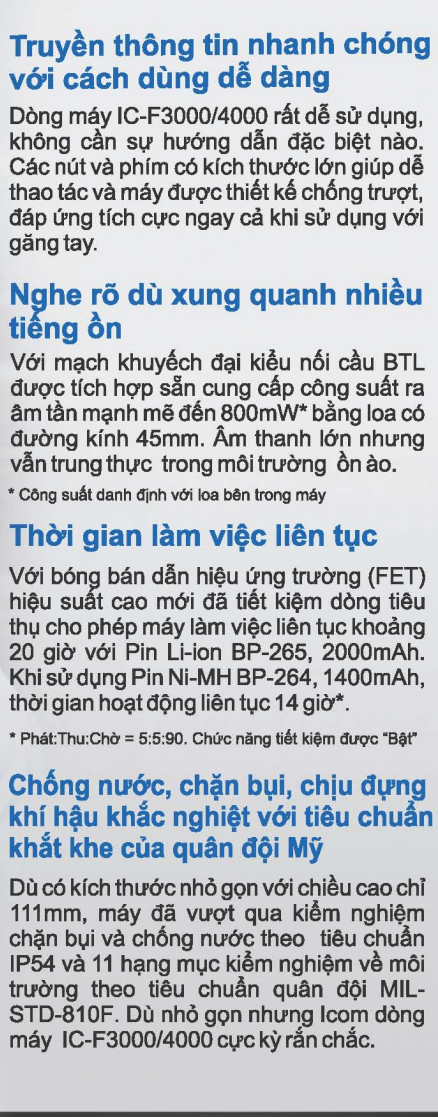 Truyền thông tin nhanh chóng
với cách dùng dễ dàng
Dòng máy IC-F3000/4000 rất dễ sử dụng,
không cần sự hướng dẫn đặc biệt nào.
Các nút và phím có kích thước lớn giúp dễ
thao tác và máy được thiết kế chống trượt,
đáp ứng tích cực ngay cả khi sử dụng với
găng tay.
Nghe rõ dù xung quanh nhiều
tiếng ồn
Với mạch khuyếch đại kiểu nối cầu BTL
được tích hợp sẵn cung cấp công suất ra
âm tần mạnh mẽ đến 800mW* bằng loa có
đường kính 45mm. Âm thanh lớn nhưng
vẫn trung thực trong môi trường ồn ào.
* Công suất danh định với loa bên trong máy
Thời gian làm việc liên tục
Với bóng bán dẫn hiệu ứng trường (FET)
hiệu suất cao mới đã tiết kiệm dòng tiêu
thụ cho phép máy làm việc liên tục khoảng
20 giờ với Pin Li-ion BP-265, 2000mAh.
Khi sử dụng Pin Ni-MH BP-264, 1400mAh,
thời gian hoạt động liên tục 14 giờ*.
* Phát:Thu:Chờ = 5:5:90. Chức năng tiết kiệm được "Bật"
Chống nước, chặn bụi, chịu đựng
khí hậu khắc nghiệt với tiêu chuẩn
khắt khe của quân đội Mỹ
Dù có kích thước nhỏ gọn với chiều cao chỉ
111mm, máy đã vượt qua kiểm nghiệm
chặn bụi và chống nước theo tiêu chuẩn
IP54 và 11 hạng mục kiểm nghiệm về môi
trường theo tiêu chuẩn quân đội MIL-
STD-810F. Dù nhỏ gọn nhưng Icom dòng
máy IC-F3000/4000 cực kỳ rắn chắc.